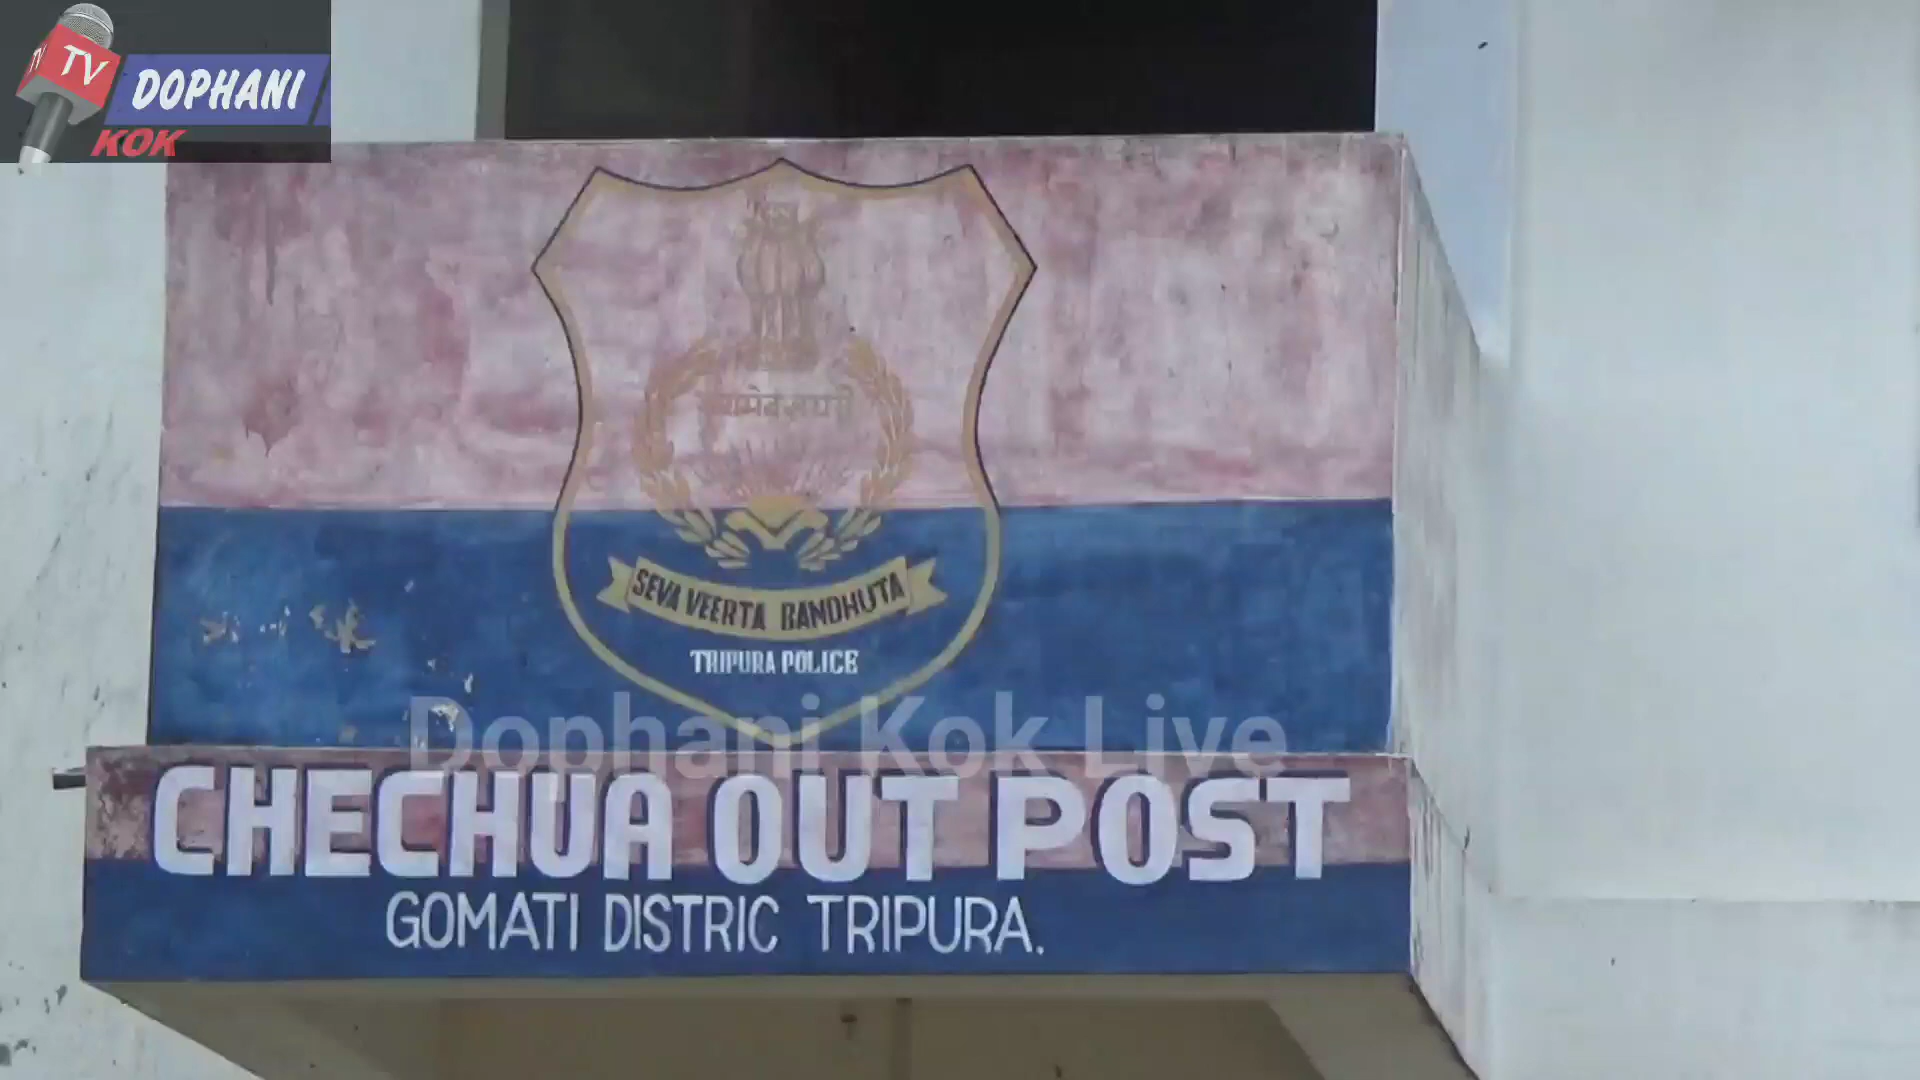 TV
DOPHANI
KOK
SEVA VEERTA BANDHUTA
TRIPURA POLICE
Dophani Kok Live
CHECHUA OUT POST
GOMATI DISTRIC TRIPURA.